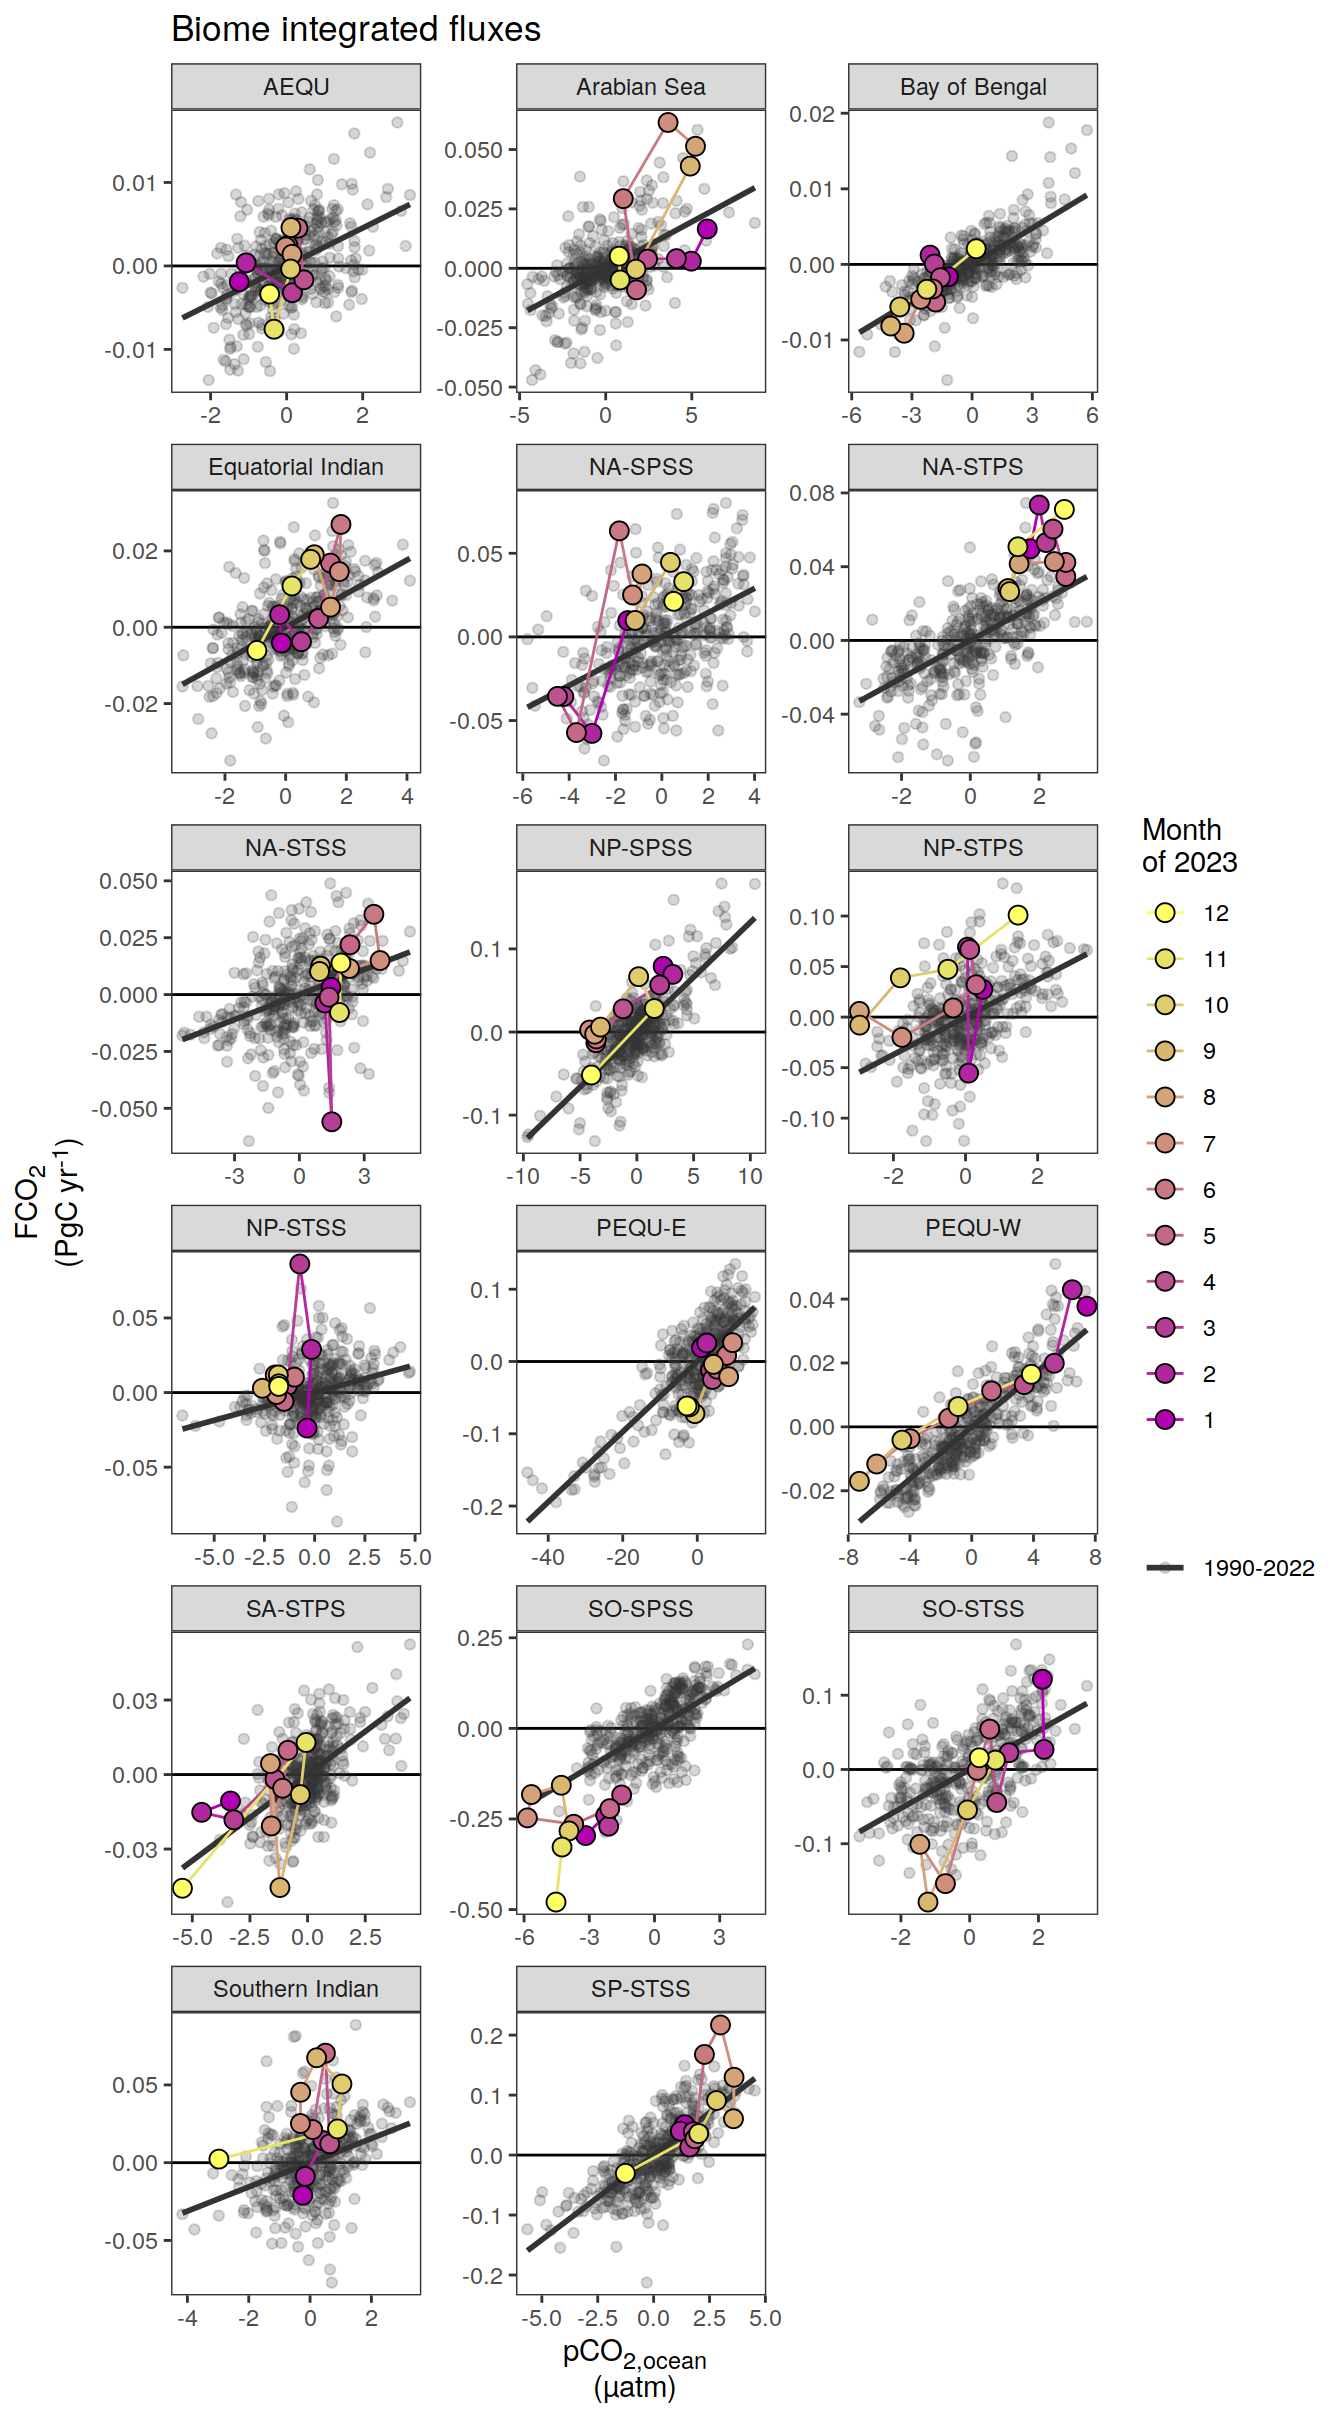 Biome integrated fluxes
AEQU
Arabian Sea
Bay of Bengal
0.01
0.00
-0.01
-2 0 2
0.050
0.025
0.000
-0.025
-0.050
-5 0 5
0.02
0.01
0.00
-0.01
-6 -3 0 3 6
Equatorial Indian
NA-SPSS
NA-STPS
0.02
0.00
-0.02
-2 0 2 4
0.05
0.00
-0.05
-6 -4 -2 0 2 4
0.08
0.04
0.00
-0.04
-2 0 2
NA-STSS
NP-SPSS
NP-STPS
0.050
0.025
0.000
-0.025
-0.050
-3 0 3
0.1
0.0
-0.1
-10 -5 0 5 10
0.10
0.05
0.00
-0.05
-0.10
-2 0 2
NP-STSS
PEQU-E
PEQU-W
0.05
0.00
-0.05
-5.0 -2.5 0.0 2.5 5.0
0.1
0.0
-0.1
-0.2
-40 -20 0
0.04
0.02
0.00
-0.02
-8 -4 0 4 8
SA-STPS
SO-SPSS
SO-STSS
0.03
0.00
-0.03
-5.0 -2.5 0.0 2.5
0.25
0.00
-0.25
-0.50
-6 -3 0 3
0.1
0.0
-0.1
-2 0 2
Southern Indian
SP-STSS
0.05
0.00
-0.05
-4 -2 0 2
0.2
0.1
0.0
-0.1
-0.2
-5.0 -2.5 0.0 2.5 5.0
FCO2
(PgC yr-1)
pCO2,ocean
(µatm)
Month
of 2023
12
11
10
9
8
7
6
5
4
3
2
1
1990-2022